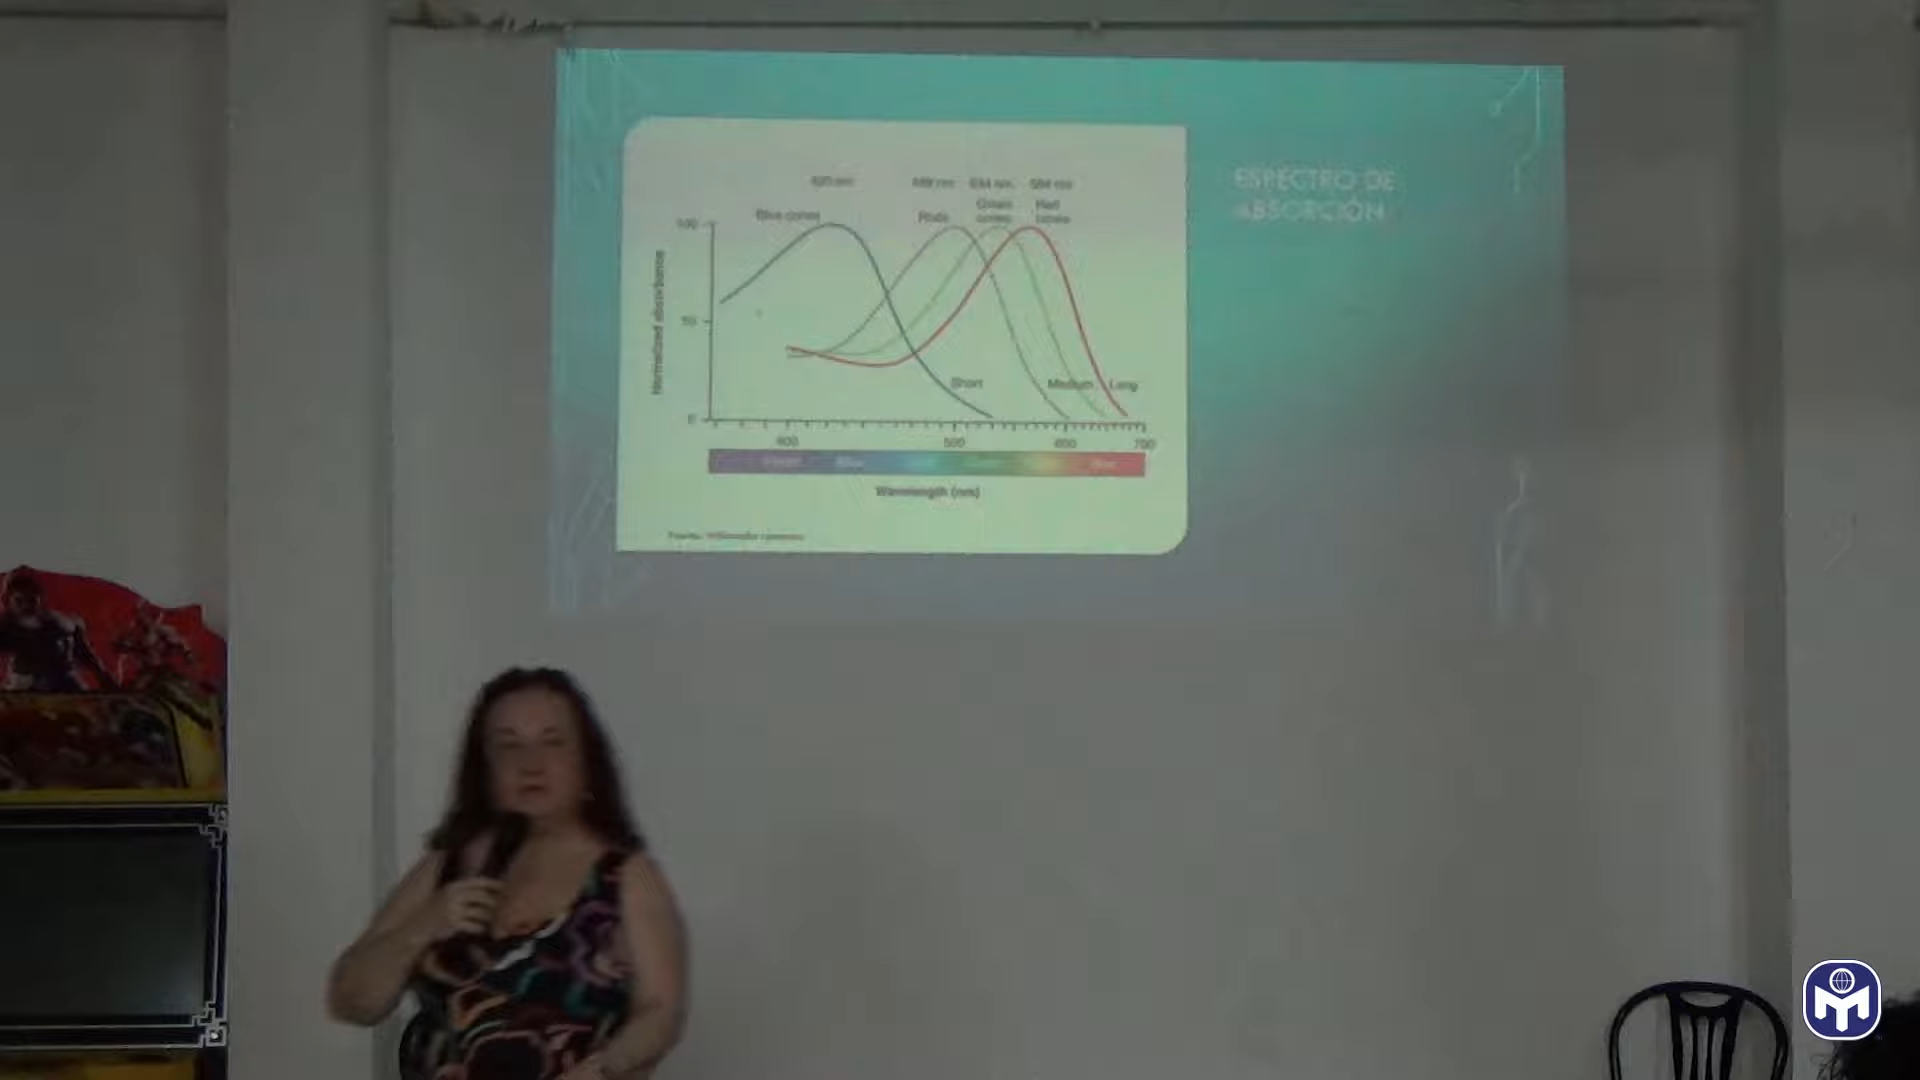 ESPECTRO DE
ABSORCIÓN
420 nm
498 nm 534 nm 564 nm
Blue cones
Rods
Green
cones
Red
cones
100
50
0
Normalized absorbance
Short
Medium
Long
400
500
600
700
Violet
Blue
Green
Red
Wavelength (nm)